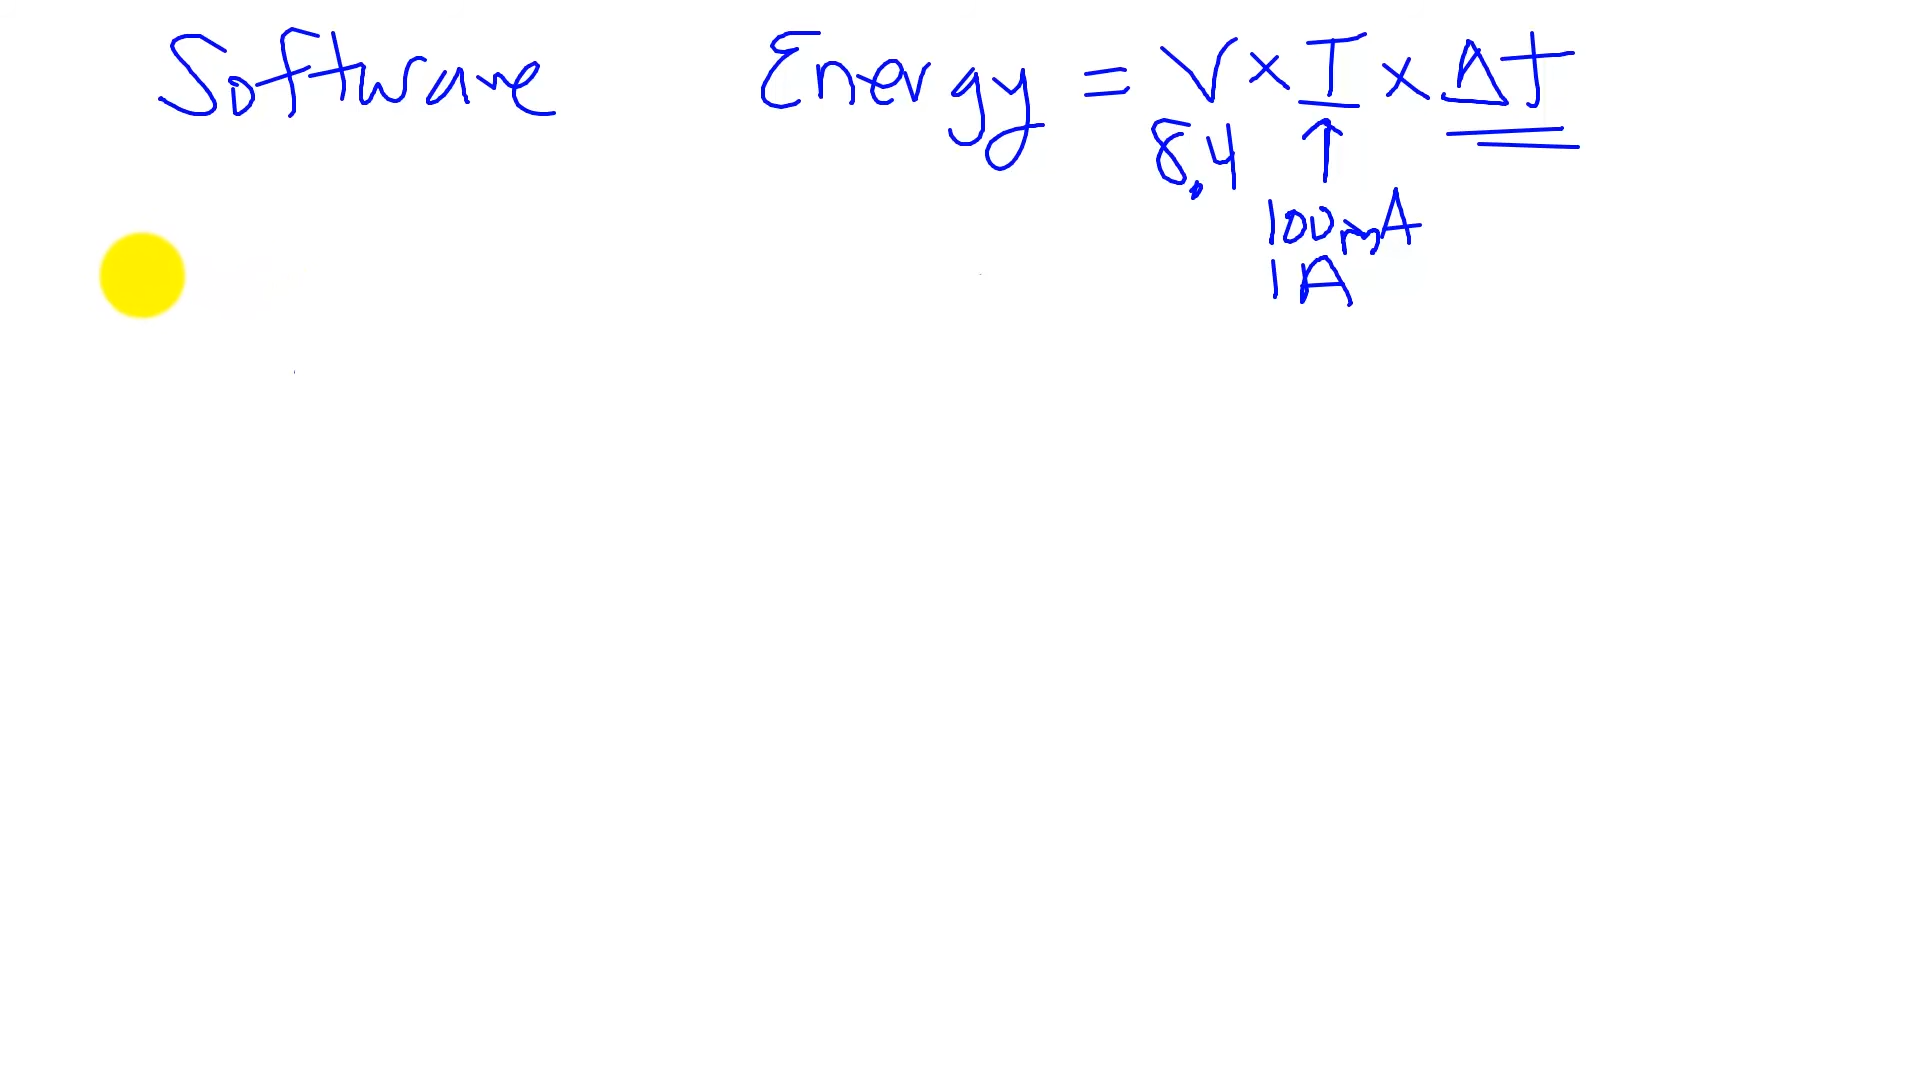 Software Energy = V × I × Δt
8.4 ↑
100mA
1A